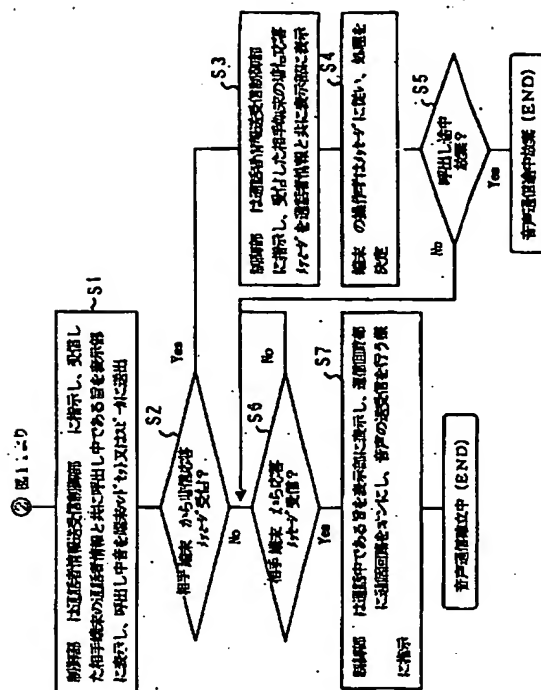 ② 図11より
制御部 は通話者情報送受信制御部 に指示し、受信し
た相手端末の通話者情報と共に呼出し中である旨を表示部
に表示し、呼出し中音を端末のドセット又はスピーカに送出
S1
相手端末 から 応答
メッセージ受信?
S2
Yes
No
制御部 は通話者情報送受信制御部
に指示し、受信した相手端末の 応答
メッセージを通話者情報と共に表示部に表示
S3
端末 の操作者はメッセージに従い、処理を
決定
S4
呼出し途中
放棄?
S5
No
Yes
音声通信途中放棄 (END)
相手端末 から応答
メッセージ受信?
S6
No
Yes
制御部 は通話中である旨を表示部に表示し、通信制御部
に通話回路をオンにし、音声の送受信を行う様
に指示
S7
音声通信確立中 (END)